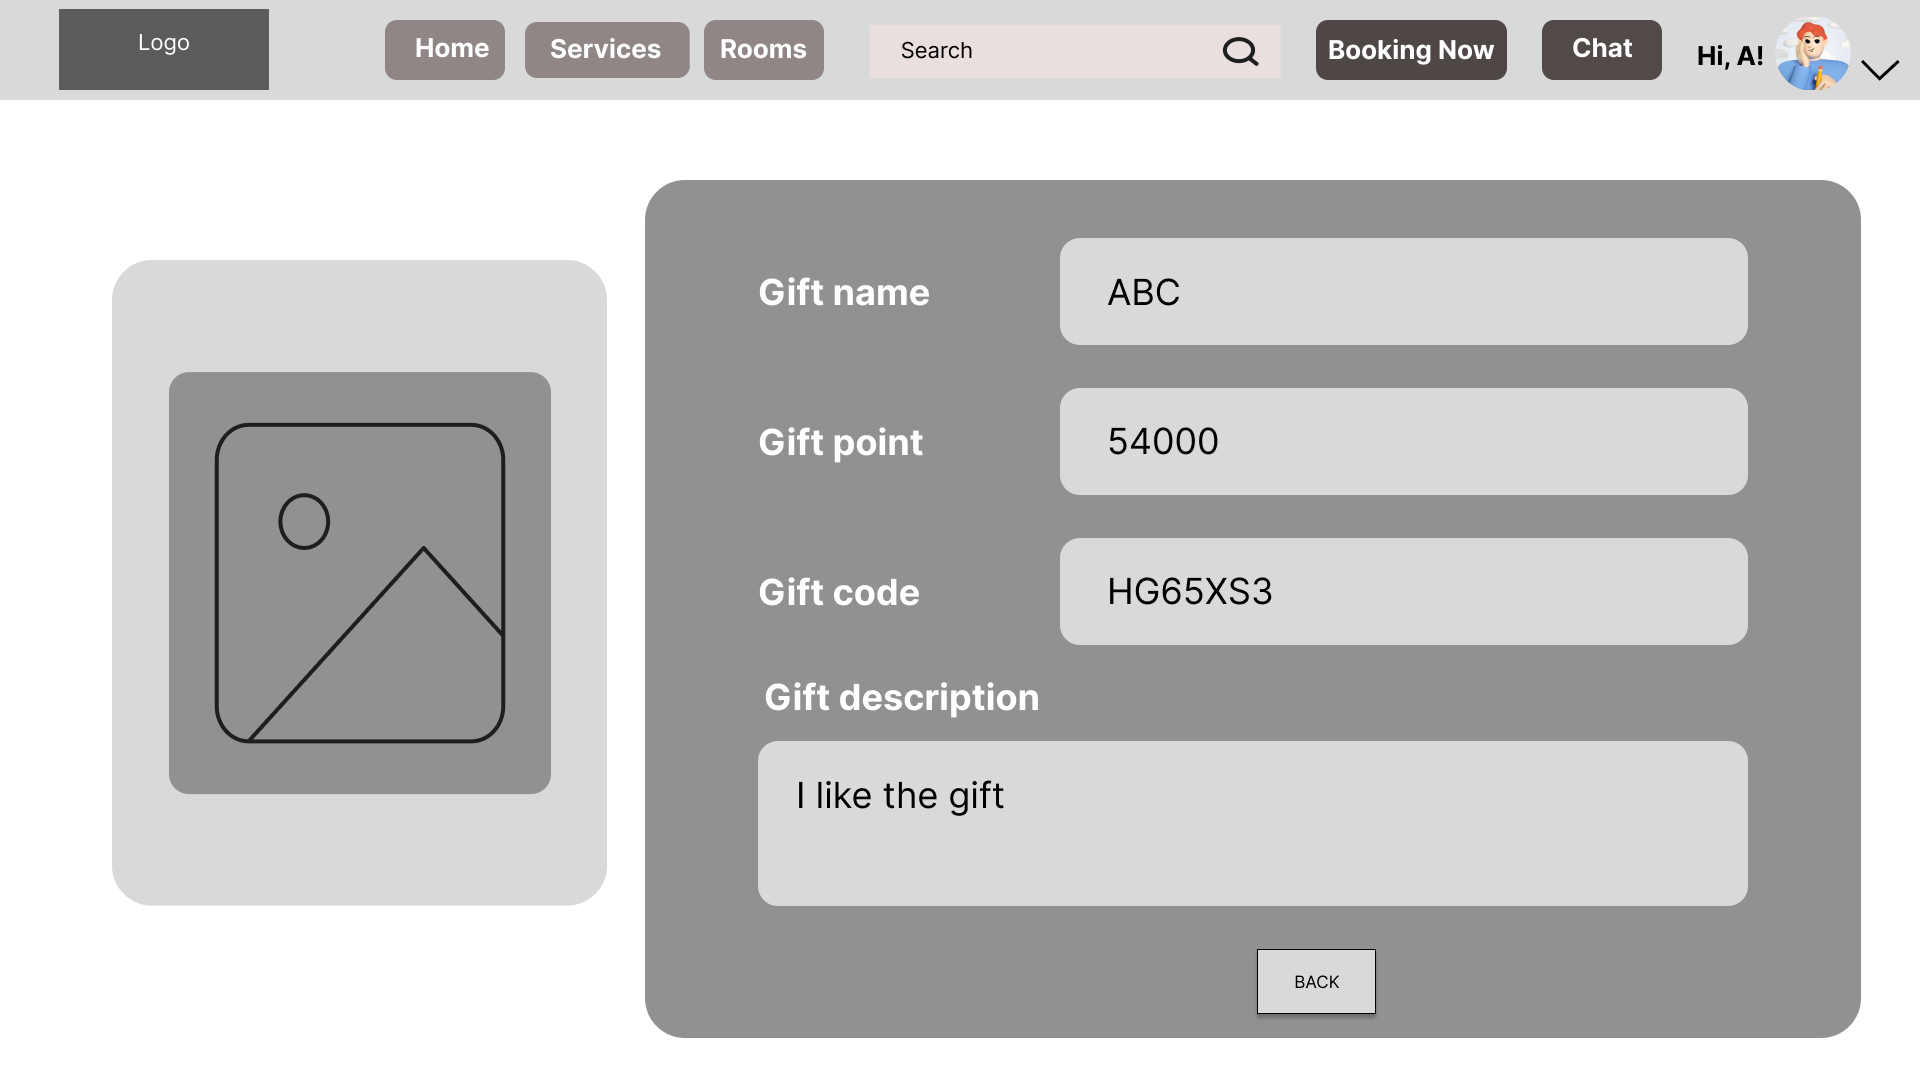 Logo
Home
Services
Rooms
Search
Booking Now
Chat
Hi, A!
Gift name
ABC
Gift point
54000
Gift code
HG65XS3
Gift description
I like the gift
BACK